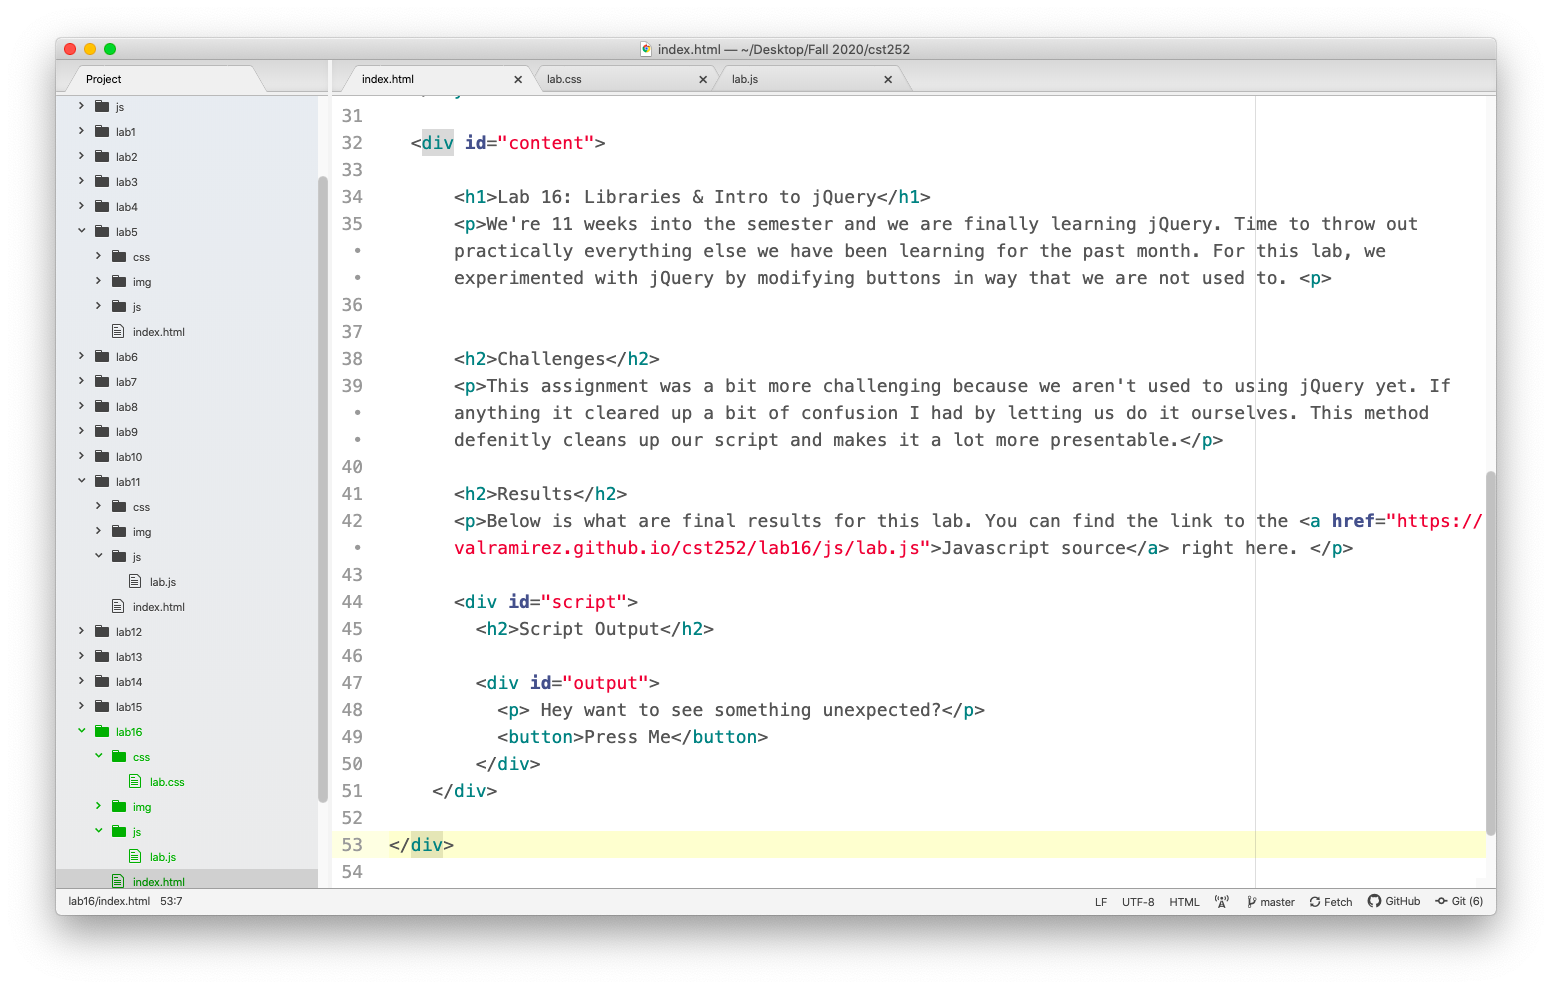 index.html — ~/Desktop/Fall 2020/cst252
Project
index.html
lab.css
lab.js
js
lab1
lab2
lab3
lab4
lab5
css
img
js
index.html
lab6
lab7
lab8
lab9
lab10
lab11
css
img
js
lab.js
index.html
lab12
lab13
lab14
lab15
lab16
css
lab.css
img
js
lab.js
index.html
31
32 <div id="content">
33
34 <h1>Lab 16: Libraries & Intro to jQuery</h1>
35 <p>We're 11 weeks into the semester and we are finally learning jQuery. Time to throw out
• practically everything else we have been learning for the past month. For this lab, we
• experimented with jQuery by modifying buttons in way that we are not used to. <p>
36
37
38 <h2>Challenges</h2>
39 <p>This assignment was a bit more challenging because we aren't used to using jQuery yet. If
• anything it cleared up a bit of confusion I had by letting us do it ourselves. This method
• defenitly cleans up our script and makes it a lot more presentable.</p>
40
41 <h2>Results</h2>
42 <p>Below is what are final results for this lab. You can find the link to the <a href="https://
• valramirez.github.io/cst252/lab16/js/lab.js">Javascript source</a> right here. </p>
43
44 <div id="script">
45 <h2>Script Output</h2>
46
47 <div id="output">
48 <p> Hey want to see something unexpected?</p>
49 <button>Press Me</button>
50 </div>
51 </div>
52
53 </div>
54
lab16/index.html 53:7 LF UTF-8 HTML master Fetch GitHub Git (6)